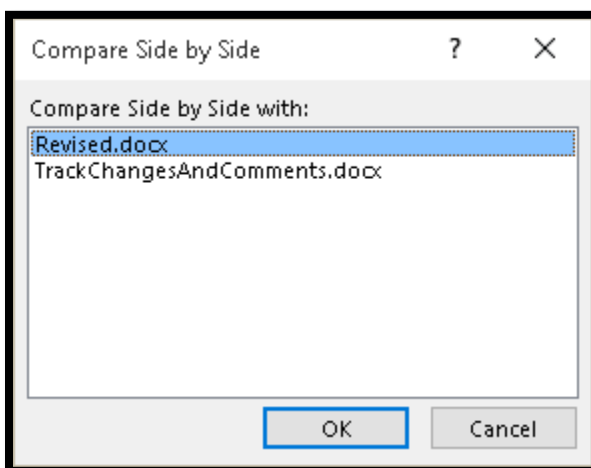 Compare Side by Side ?
Compare Side by Side with:
Revised.docx
TrackChangesAndComments.docx
OK Cancel